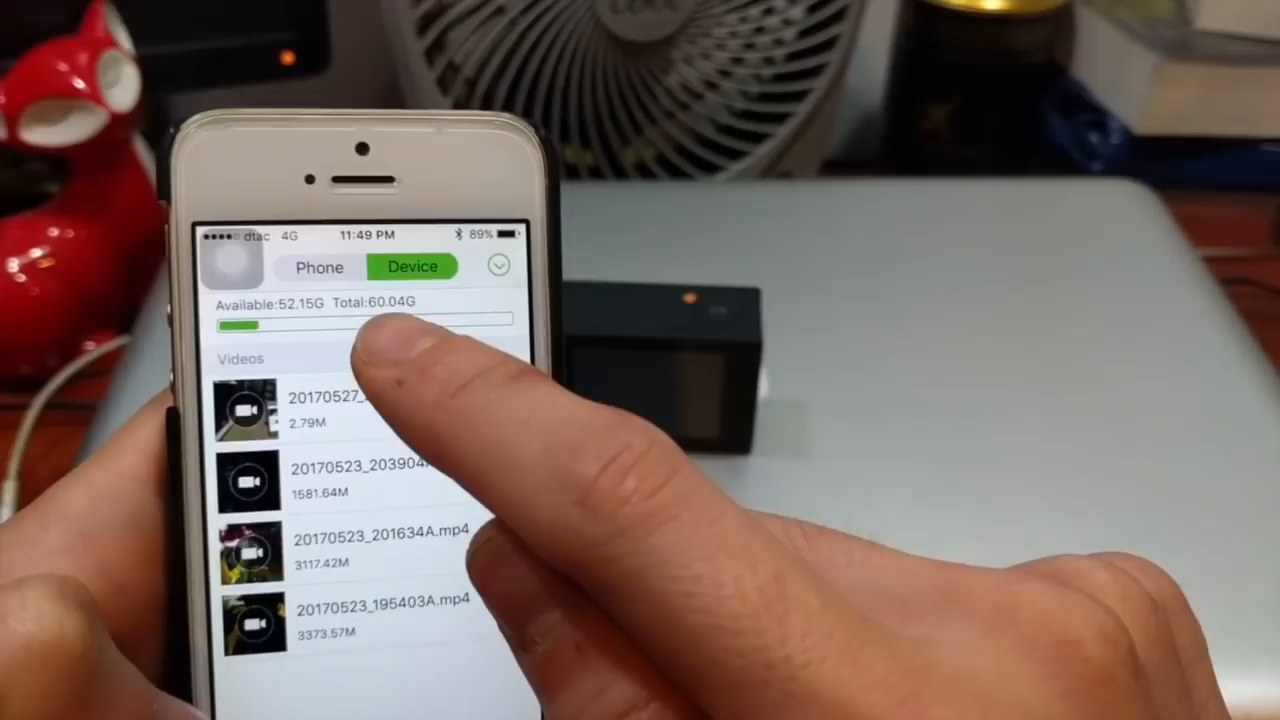 dtac 4G 11:49 PM 89%
Phone Device
Available:52.15G Total:60.04G
Videos
20170527_
2.79M
20170523_203904
1581.64M
20170523_201634A.mp4
3117.42M
20170523_195403A.mp4
3373.57M